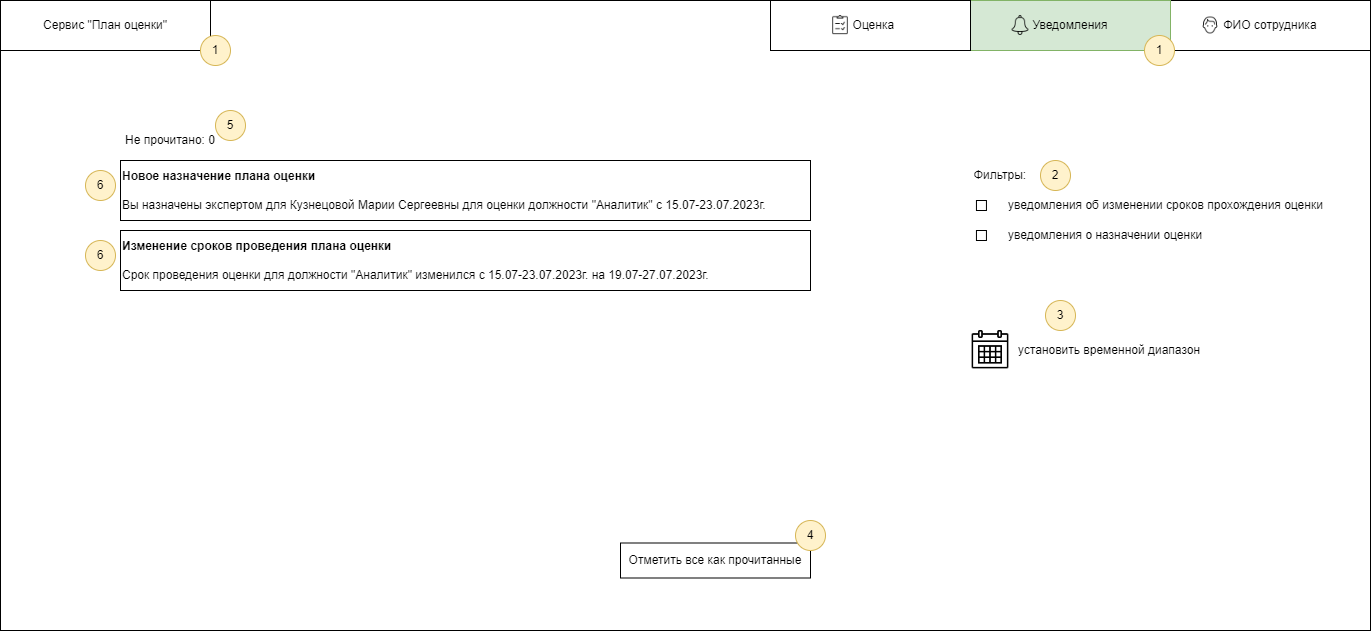 Сервис "План оценки"
Оценка
Уведомления
ФИО сотрудника
1
1
5
Не прочитано: 0
6
Новое назначение плана оценки
Вы назначены экспертом для Кузнецовой Марии Сергеевны для оценки должности "Аналитик" с 15.07-23.07.2023г.
6
Изменение сроков проведения плана оценки
Срок проведения оценки для должности "Аналитик" изменился с 15.07-23.07.2023г. на 19.07-27.07.2023г.
Фильтры:
2
уведомления об изменении сроков прохождения оценки
уведомления о назначении оценки
3
установить временной диапазон
4
Отметить все как прочитанные